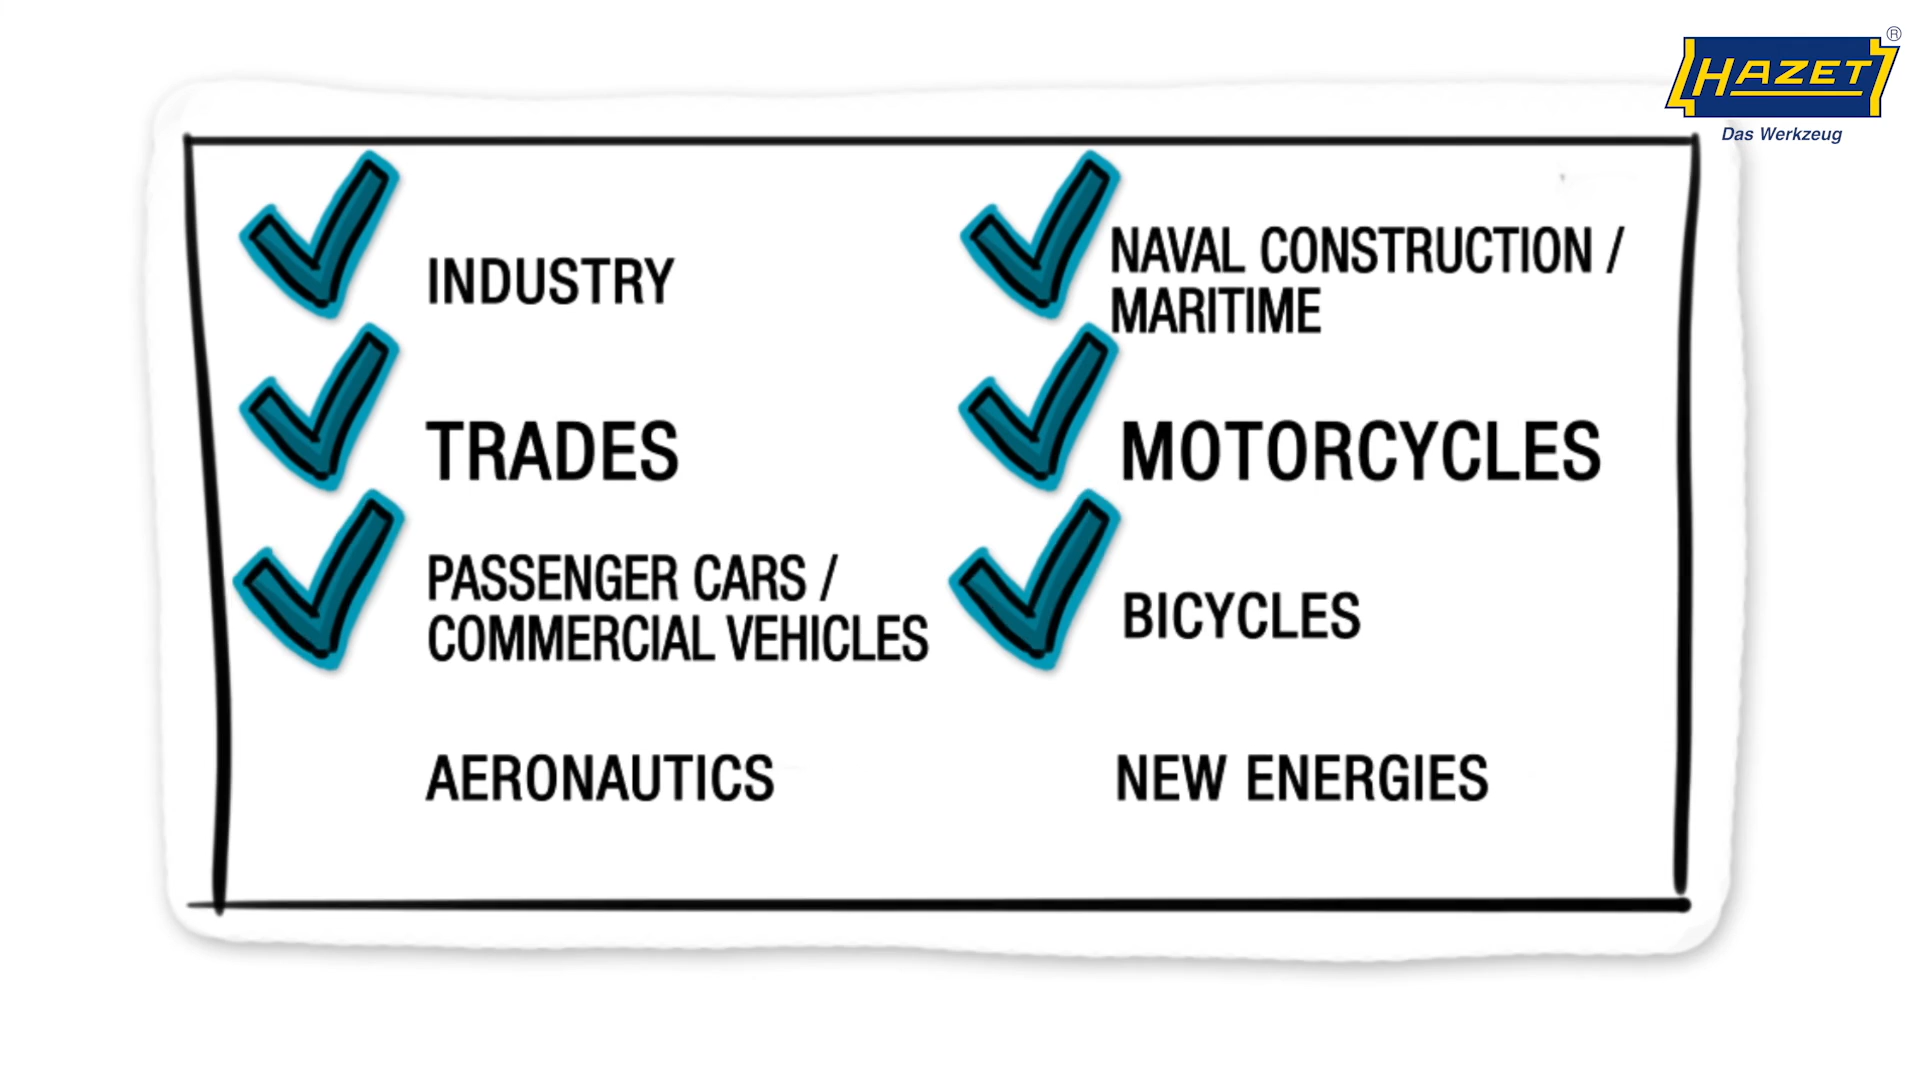 HAZET®
Das Werkzeug
INDUSTRY
TRADES
PASSENGER CARS /
COMMERCIAL VEHICLES
AERONAUTICS
NAVAL CONSTRUCTION /
MARITIME
MOTORCYCLES
BICYCLES
NEW ENERGIES